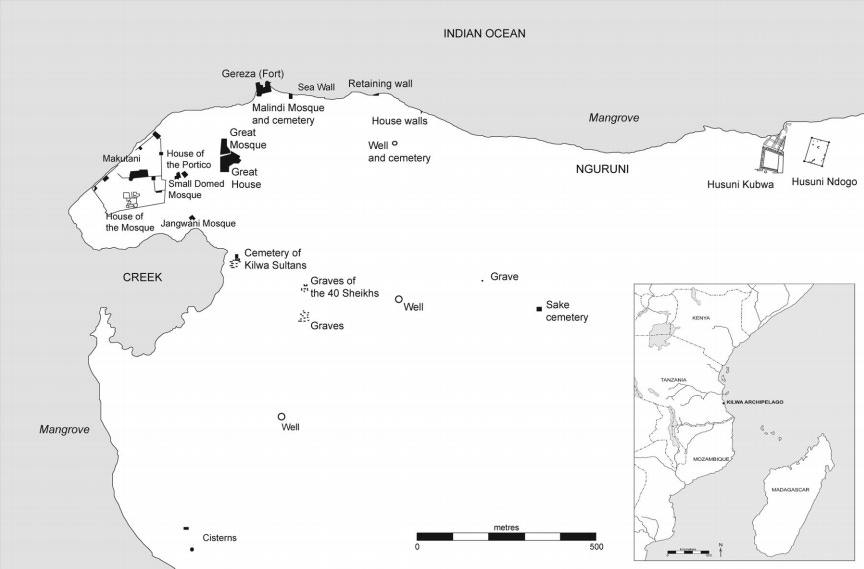 INDIAN OCEAN
Gereza (Fort)
Sea Wall
Retaining wall
Malindi Mosque
and cemetery
House walls
Mangrove
Great
Mosque
Well
and cemetery
Makutani
House of
the Portico
Great
House
NGURUNI
Small Domed
Mosque
Husuni Kubwa
Husuni Ndogo
House of
the Mosque
Jangwani Mosque
Cemetery of
Kilwa Sultans
CREEK
Graves of
the 40 Sheikhs
Grave
Well
Sake
cemetery
Graves
Well
Mangrove
Cisterns
metres
0
500
KENYA
TANZANIA
KILWA ARCHIPELAGO
MOZAMBIQUE
MADAGASCAR
N